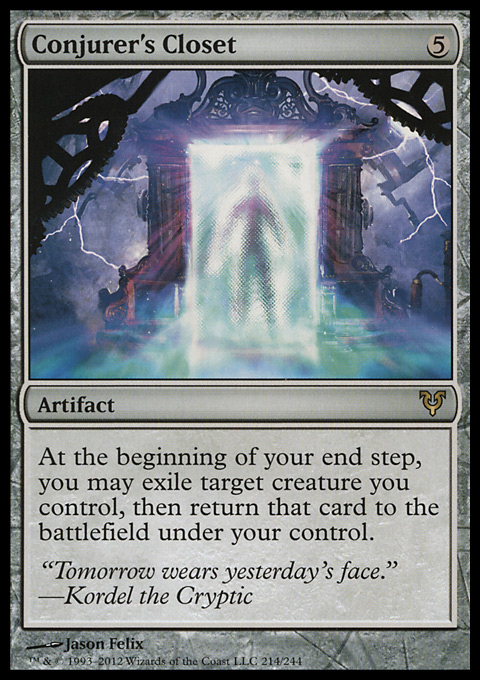 Conjurer's Closet 5
Artifact
At the beginning of your end step,
you may exile target creature you
control, then return that card to the
battlefield under your control.
“Tomorrow wears yesterday's face.”
—Kordel the Cryptic
Jason Felix
™ & © 1993–2012 Wizards of the Coast LLC 214/244